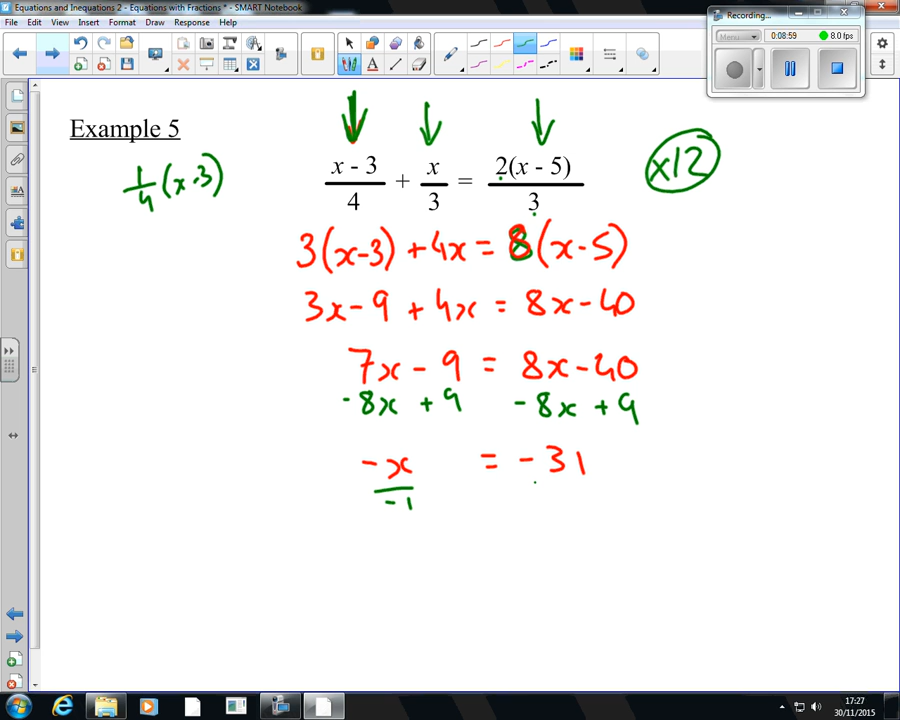 Equations and Inequations 2 - Equations with Fractions * - SMART Notebook
File Edit View Insert Format Draw Response Help
Recording...
Menu
0:08:59
8.0 fps
Example 5
1/4 (x-3)
(x - 3)/4 + x/3 = 2(x - 5)/3
x12
3(x-3) + 4x = 8(x-5)
3x - 9 + 4x = 8x - 40
7x - 9 = 8x - 40
-8x + 9 - 8x + 9
-x = - 31
-1
17:27
30/11/2015